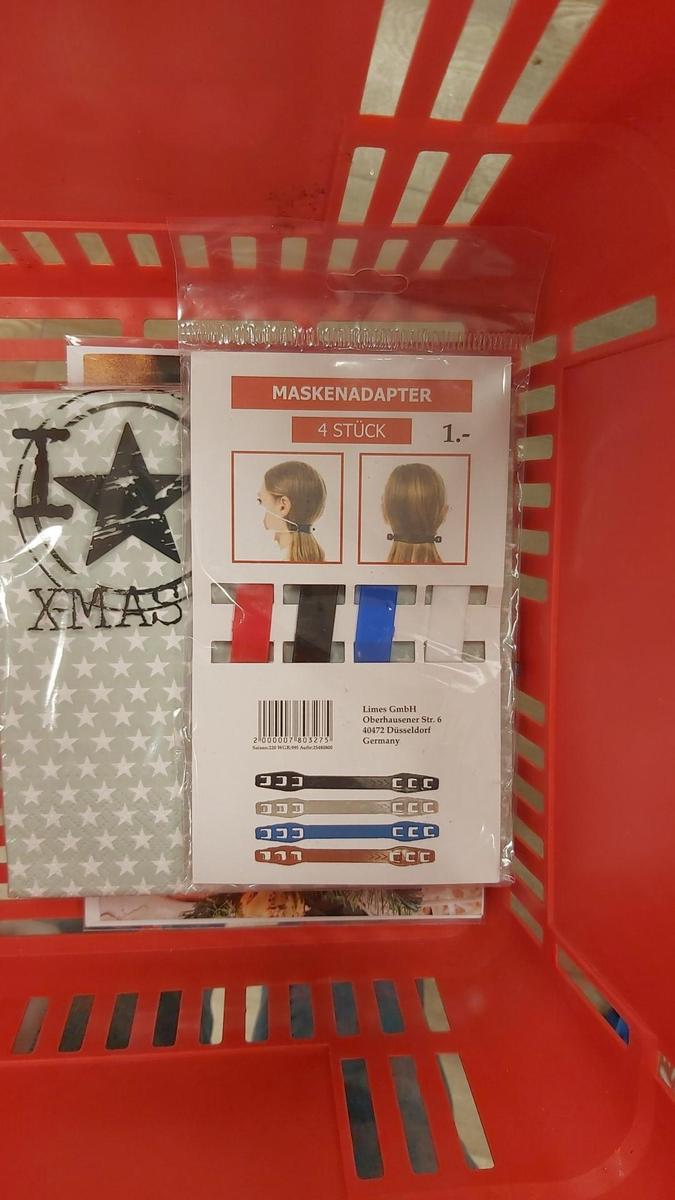 MASKENADAPTER
4 STÜCK
1.-
I
X-MAS
Limes GmbH
Oberhausener Str. 6
40472 Düsseldorf
Germany
2 000007 803275